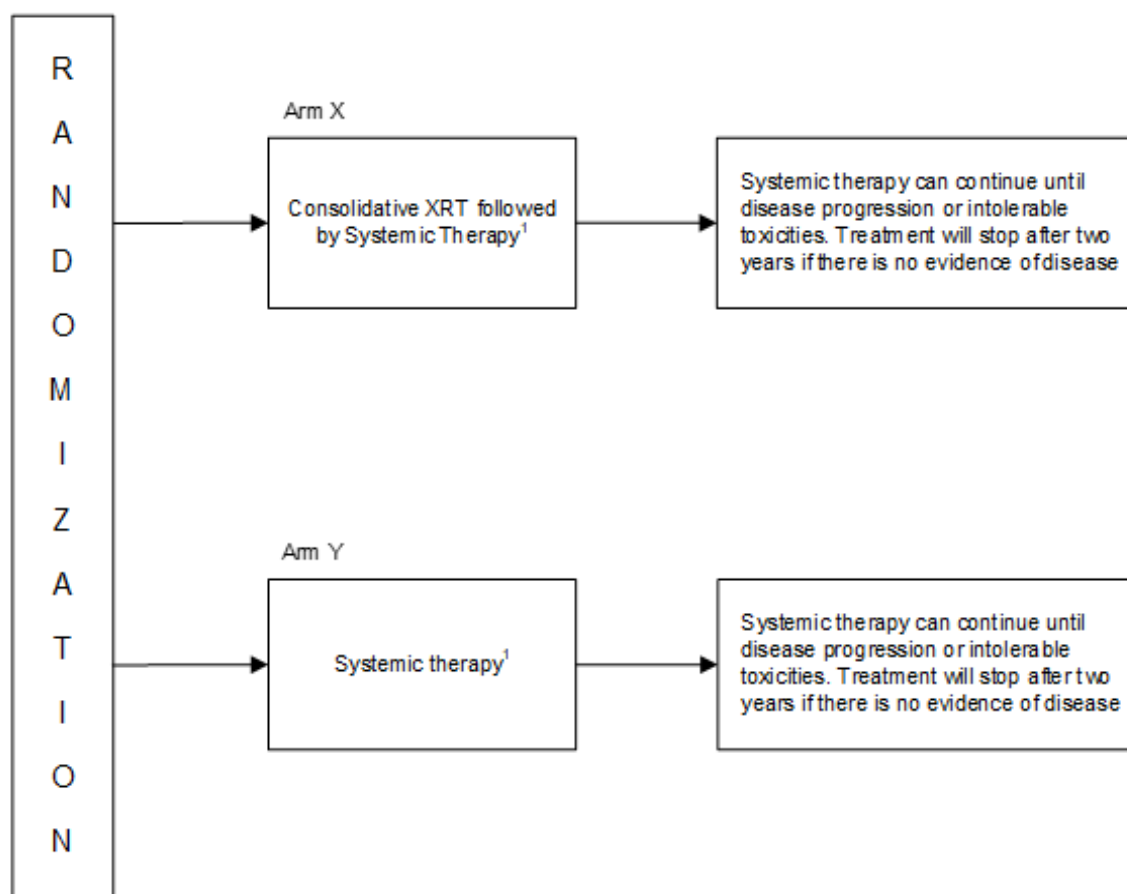 RANDOMIZATION
Arm X
Consolidative XRT followed
by Systemic Therapy¹
Systemic therapy can continue until
disease progression or intolerable
toxicities. Treatment will stop after two
years if there is no evidence of disease
Arm Y
Systemic therapy¹
Systemic therapy can continue until
disease progression or intolerable
toxicities. Treatment will stop after two
years if there is no evidence of disease